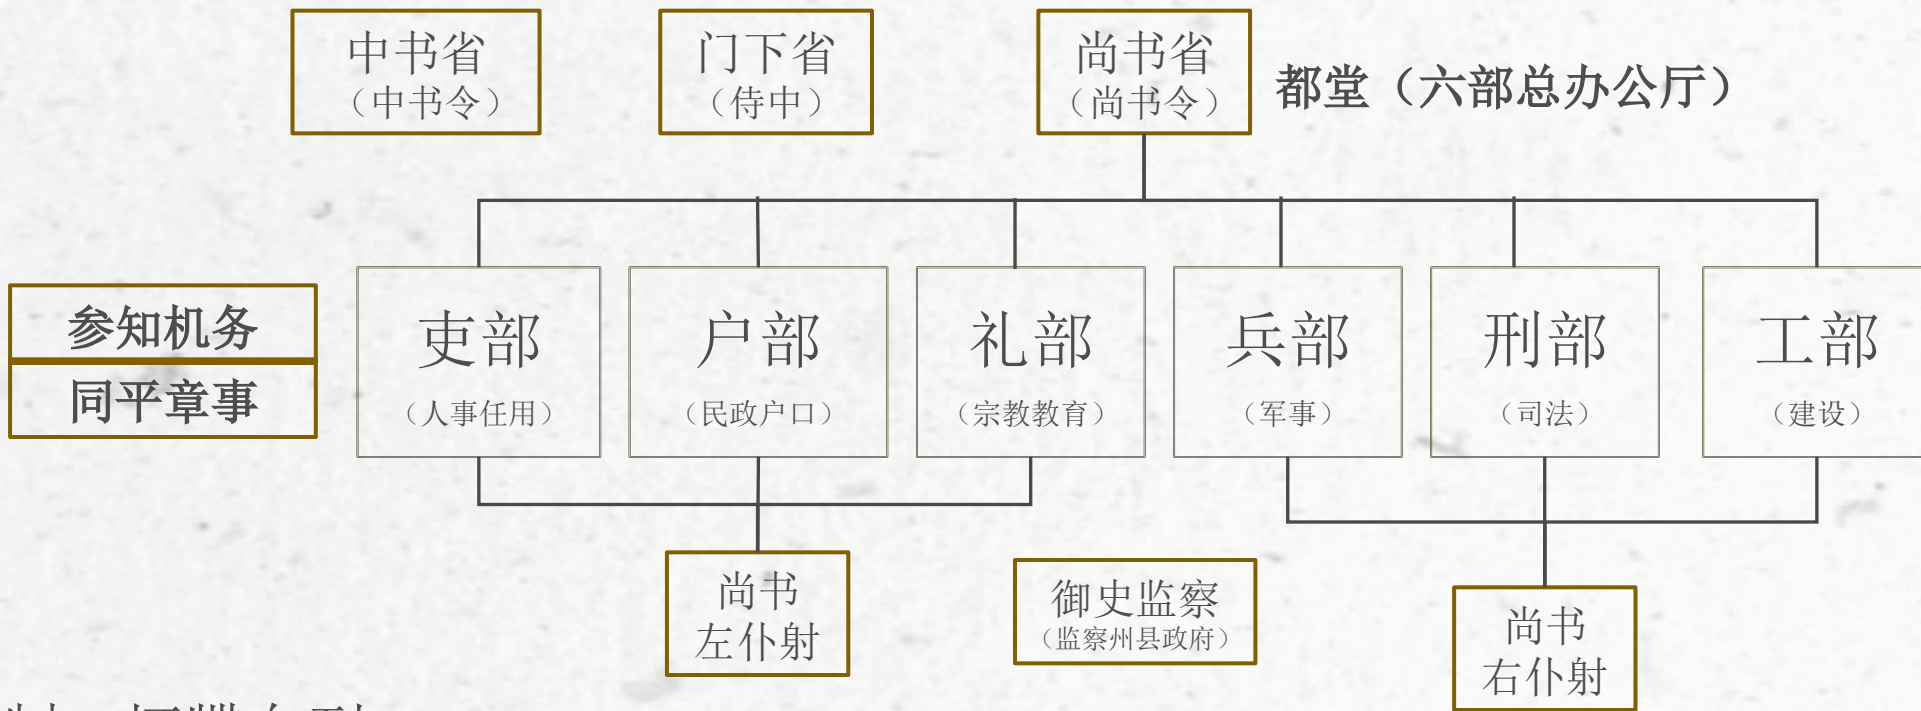 中书省
（中书令）
门下省
（侍中）
尚书省
（尚书令）
都堂（六部总办公厅）
参知机务
同平章事
吏部
（人事任用）
户部
（民政户口）
礼部
（宗教教育）
兵部
（军事）
刑部
（司法）
工部
（建设）
尚书
左仆射
御史监察
（监察州县政府）
尚书
右仆射